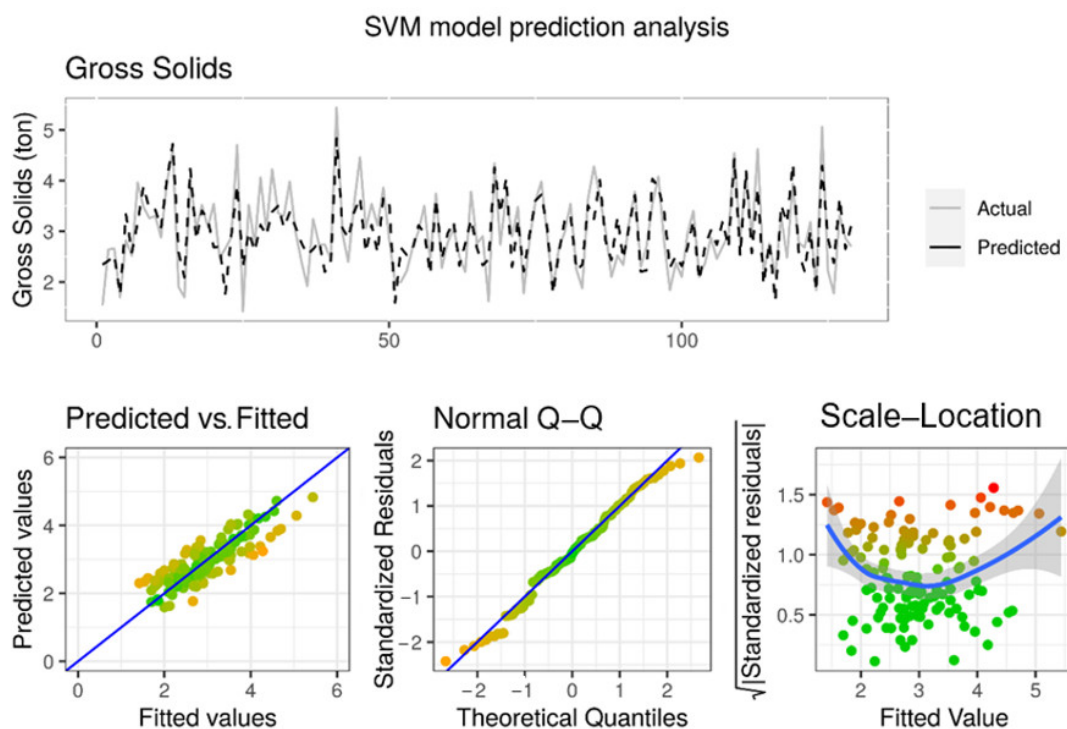 SVM model prediction analysis
Gross Solids
Gross Solids (ton)
5
4
3
2
0
50
100
Actual
Predicted
Predicted vs. Fitted
Predicted values
6
4
2
0
0
2
4
6
Fitted values
Normal Q-Q
Standardized Residuals
2
1
0
−1
−2
−2
−1
0
1
2
Theoretical Quantiles
Scale-Location
√|Standardized residuals|
1.5
1.0
0.5
2
3
4
5
Fitted Value